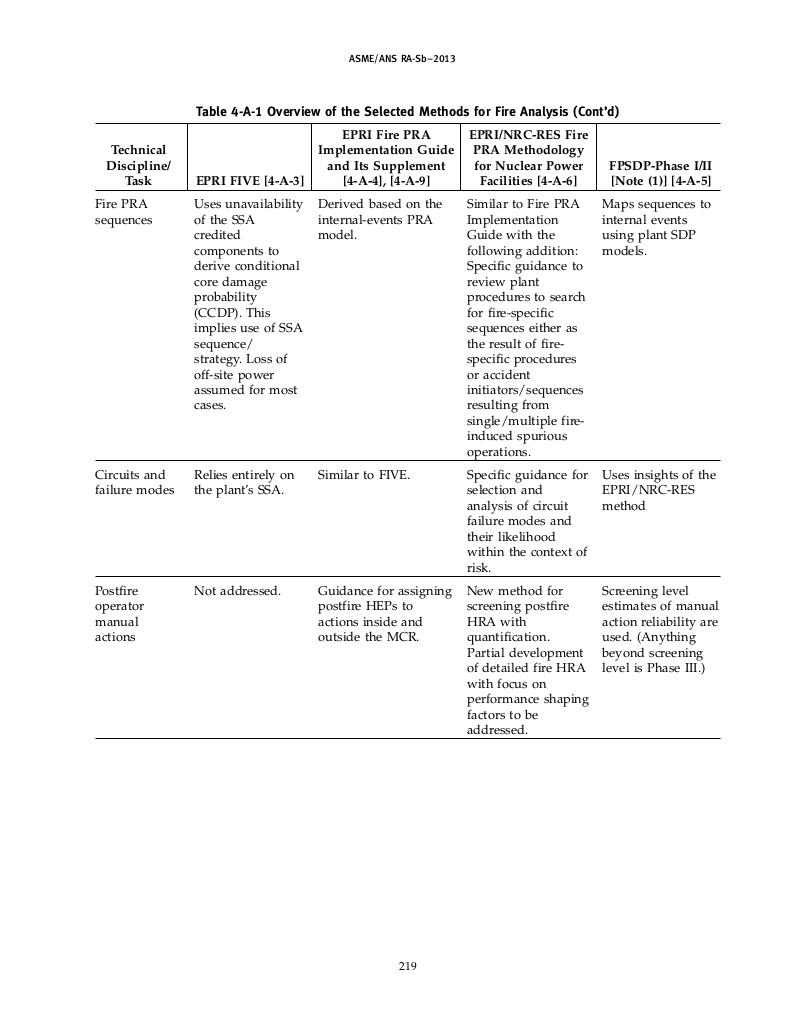 ASME/ANS RA-Sb–2013
Table 4-A-1 Overview of the Selected Methods for Fire Analysis (Cont’d)
Technical
Discipline/
Task
EPRI FIVE [4-A-3]
EPRI Fire PRA
Implementation Guide
and Its Supplement
[4-A-4], [4-A-9]
EPRI/NRC-RES Fire
PRA Methodology
for Nuclear Power
Facilities [4-A-6]
FPSDP-Phase I/II
[Note (1)] [4-A-5]
Fire PRA
sequences
Uses unavailability
of the SSA
credited
components to
derive conditional
core damage
probability
(CCDP). This
implies use of SSA
sequence/
strategy. Loss of
off-site power
assumed for most
cases.
Derived based on the
internal-events PRA
model.
Similar to Fire PRA
Implementation
Guide with the
following addition:
Specific guidance to
review plant
procedures to search
for fire-specific
sequences either as
the result of fire-
specific procedures
or accident
initiators/sequences
resulting from
single/multiple fire-
induced spurious
operations.
Maps sequences to
internal events
using plant SDP
models.
Circuits and
failure modes
Relies entirely on
the plant’s SSA.
Similar to FIVE.
Specific guidance for
selection and
analysis of circuit
failure modes and
their likelihood
within the context of
risk.
Uses insights of the
EPRI/NRC-RES
method
Postfire
operator
manual
actions
Not addressed.
Guidance for assigning
postfire HEPs to
actions inside and
outside the MCR.
New method for
screening postfire
HRA with
quantification.
Partial development
of detailed fire HRA
with focus on
performance shaping
factors to be
addressed.
Screening level
estimates of manual
action reliability are
used. (Anything
beyond screening
level is Phase III.)
219